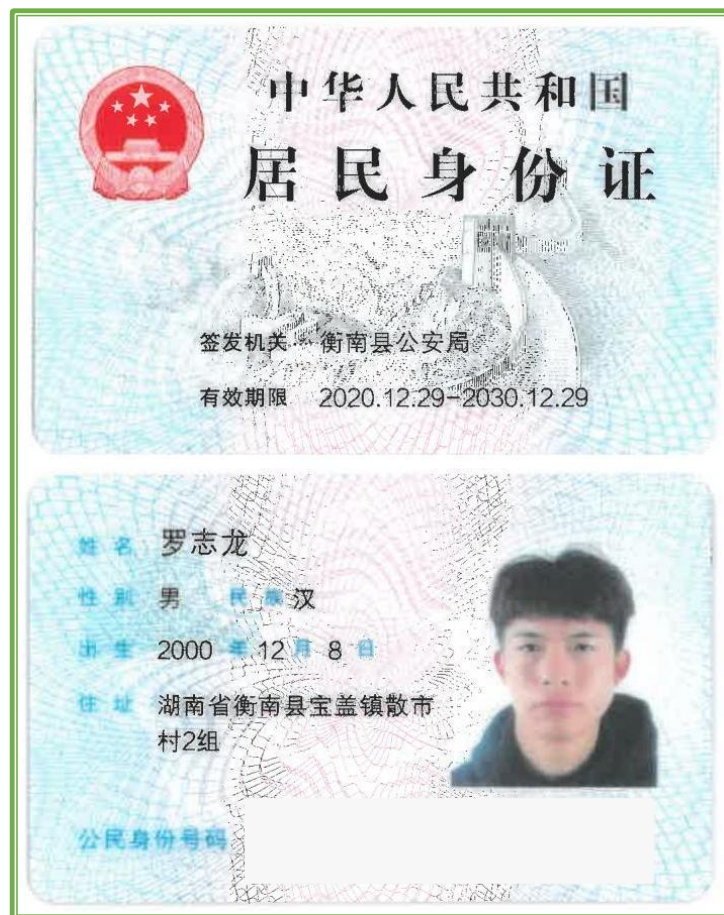 中华人民共和国
居民身份证
签发机关 衡南县公安局
有效期限 2020.12.29-2030.12.29
姓名 罗志龙
性别 男 民族 汉
出生 2000 年 12 月 8 日
住址 湖南省衡南县宝盖镇散市
村2组
公民身份号码